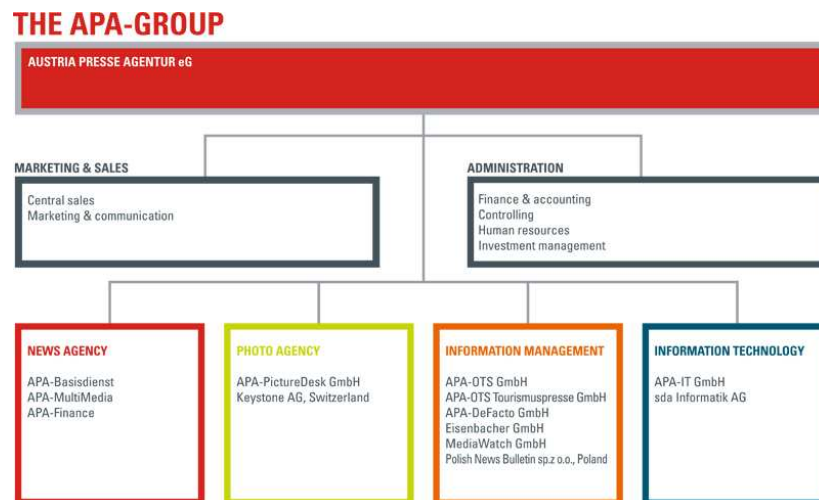 THE APA-GROUP
AUSTRIA PRESSE AGENTUR eG
MARKETING & SALES
Central sales
Marketing & communication
ADMINISTRATION
Finance & accounting
Controlling
Human resources
Investment management
NEWS AGENCY
APA-Basisdienst
APA-MultiMedia
APA-Finance
PHOTO AGENCY
APA-PictureDesk GmbH
Keystone AG, Switzerland
INFORMATION MANAGEMENT
APA-OTS GmbH
APA-OTS Tourismuspresse GmbH
APA-DeFacto GmbH
Eisenbacher GmbH
MediaWatch GmbH
Polish News Bulletin sp.z o.o., Poland
INFORMATION TECHNOLOGY
APA-IT GmbH
sda Informatik AG